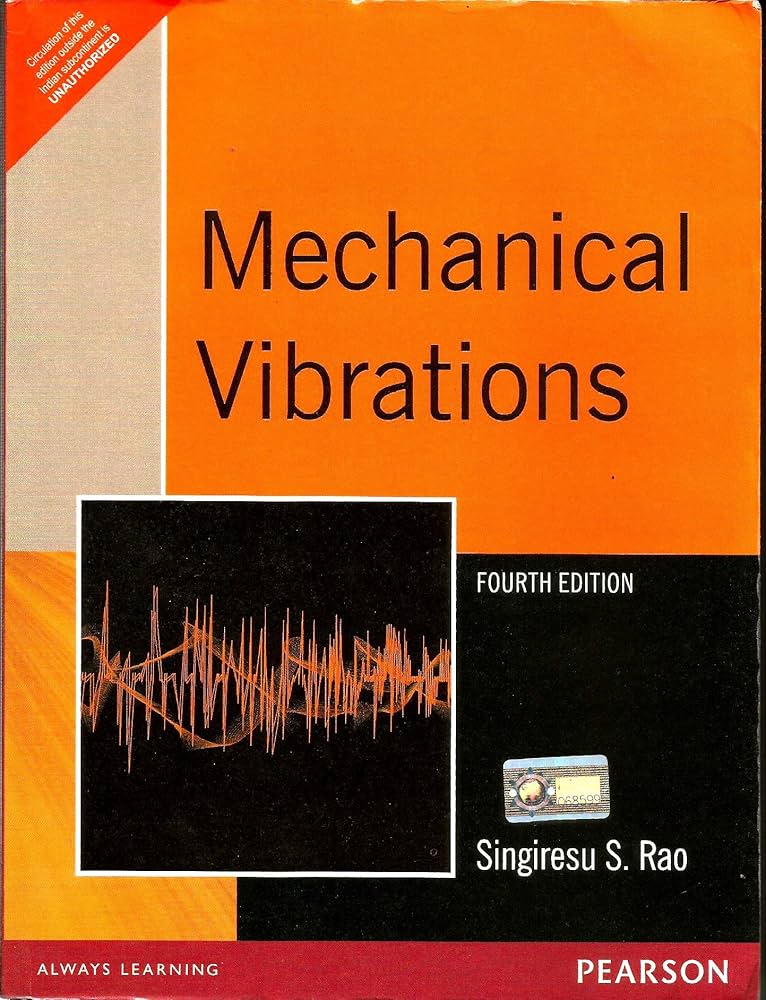 Circulation of this
edition outside the
Indian subcontinent is
UNAUTHORIZED
Mechanical
Vibrations
FOURTH EDITION
068599
Singiresu S. Rao
ALWAYS LEARNING
PEARSON